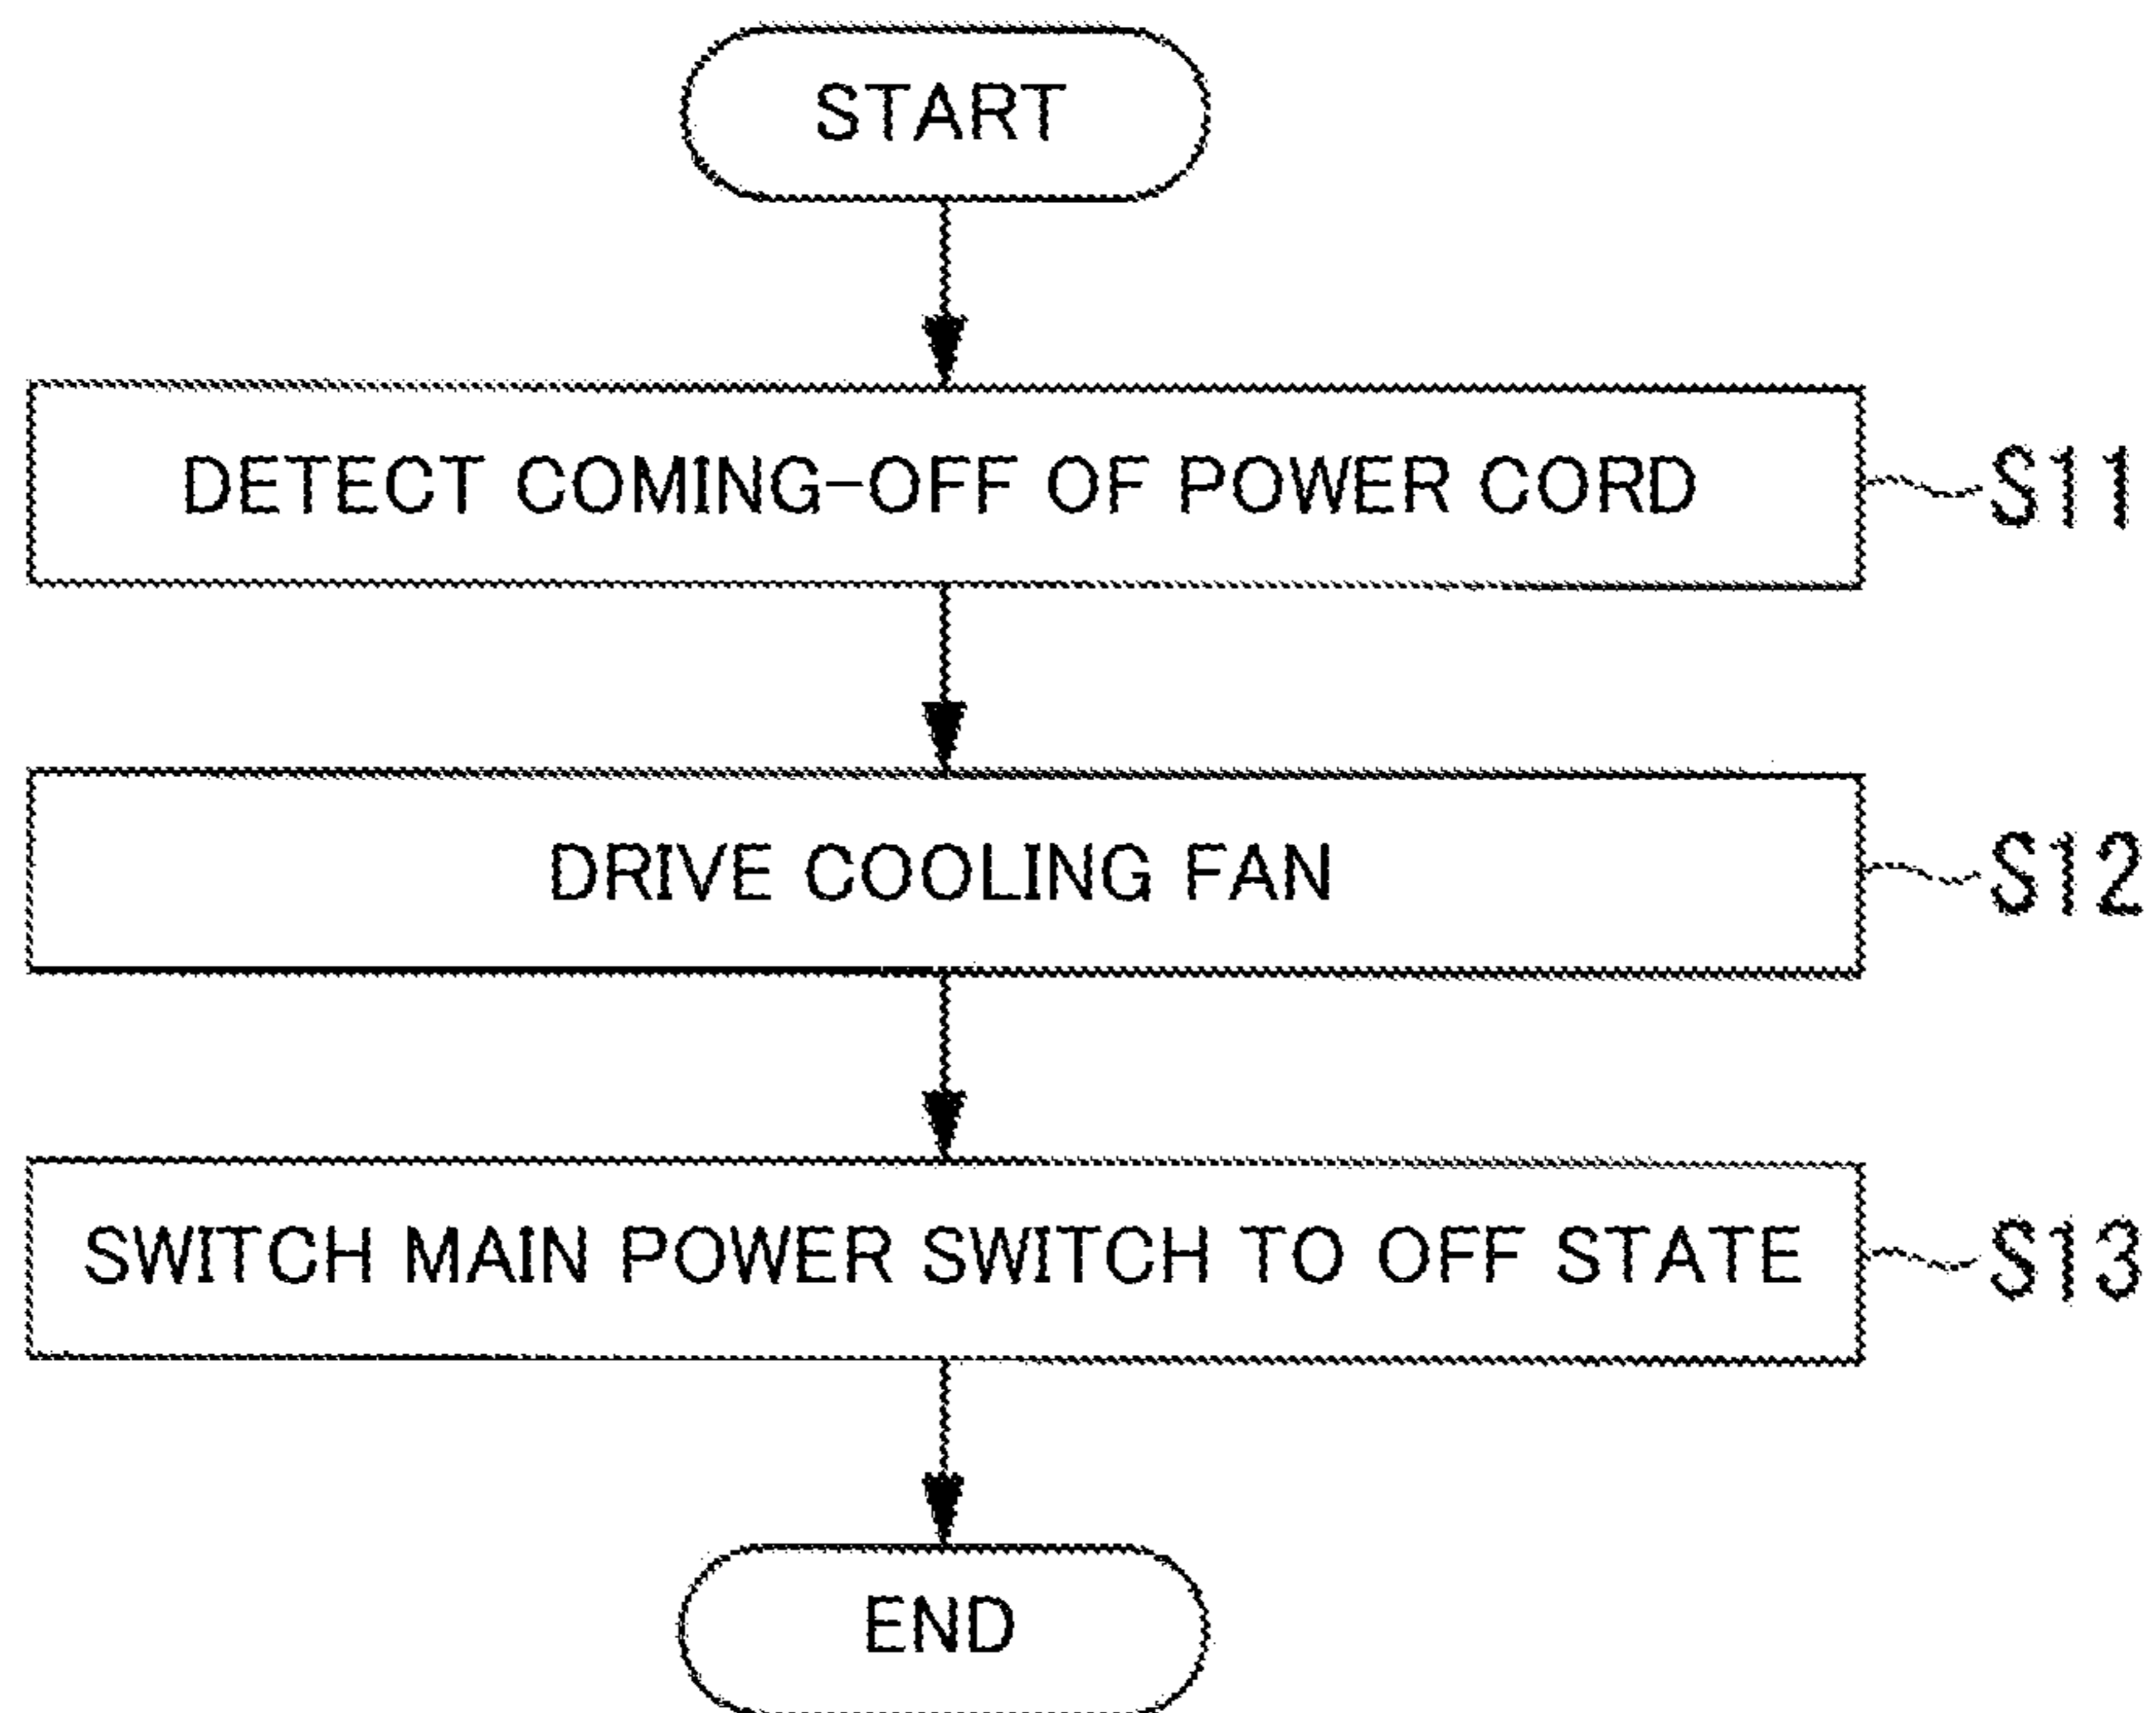 START
DETECT COMING-OFF OF POWER CORD
S11
DRIVE COOLING FAN
S12
SWITCH MAIN POWER SWITCH TO OFF STATE
S13
END